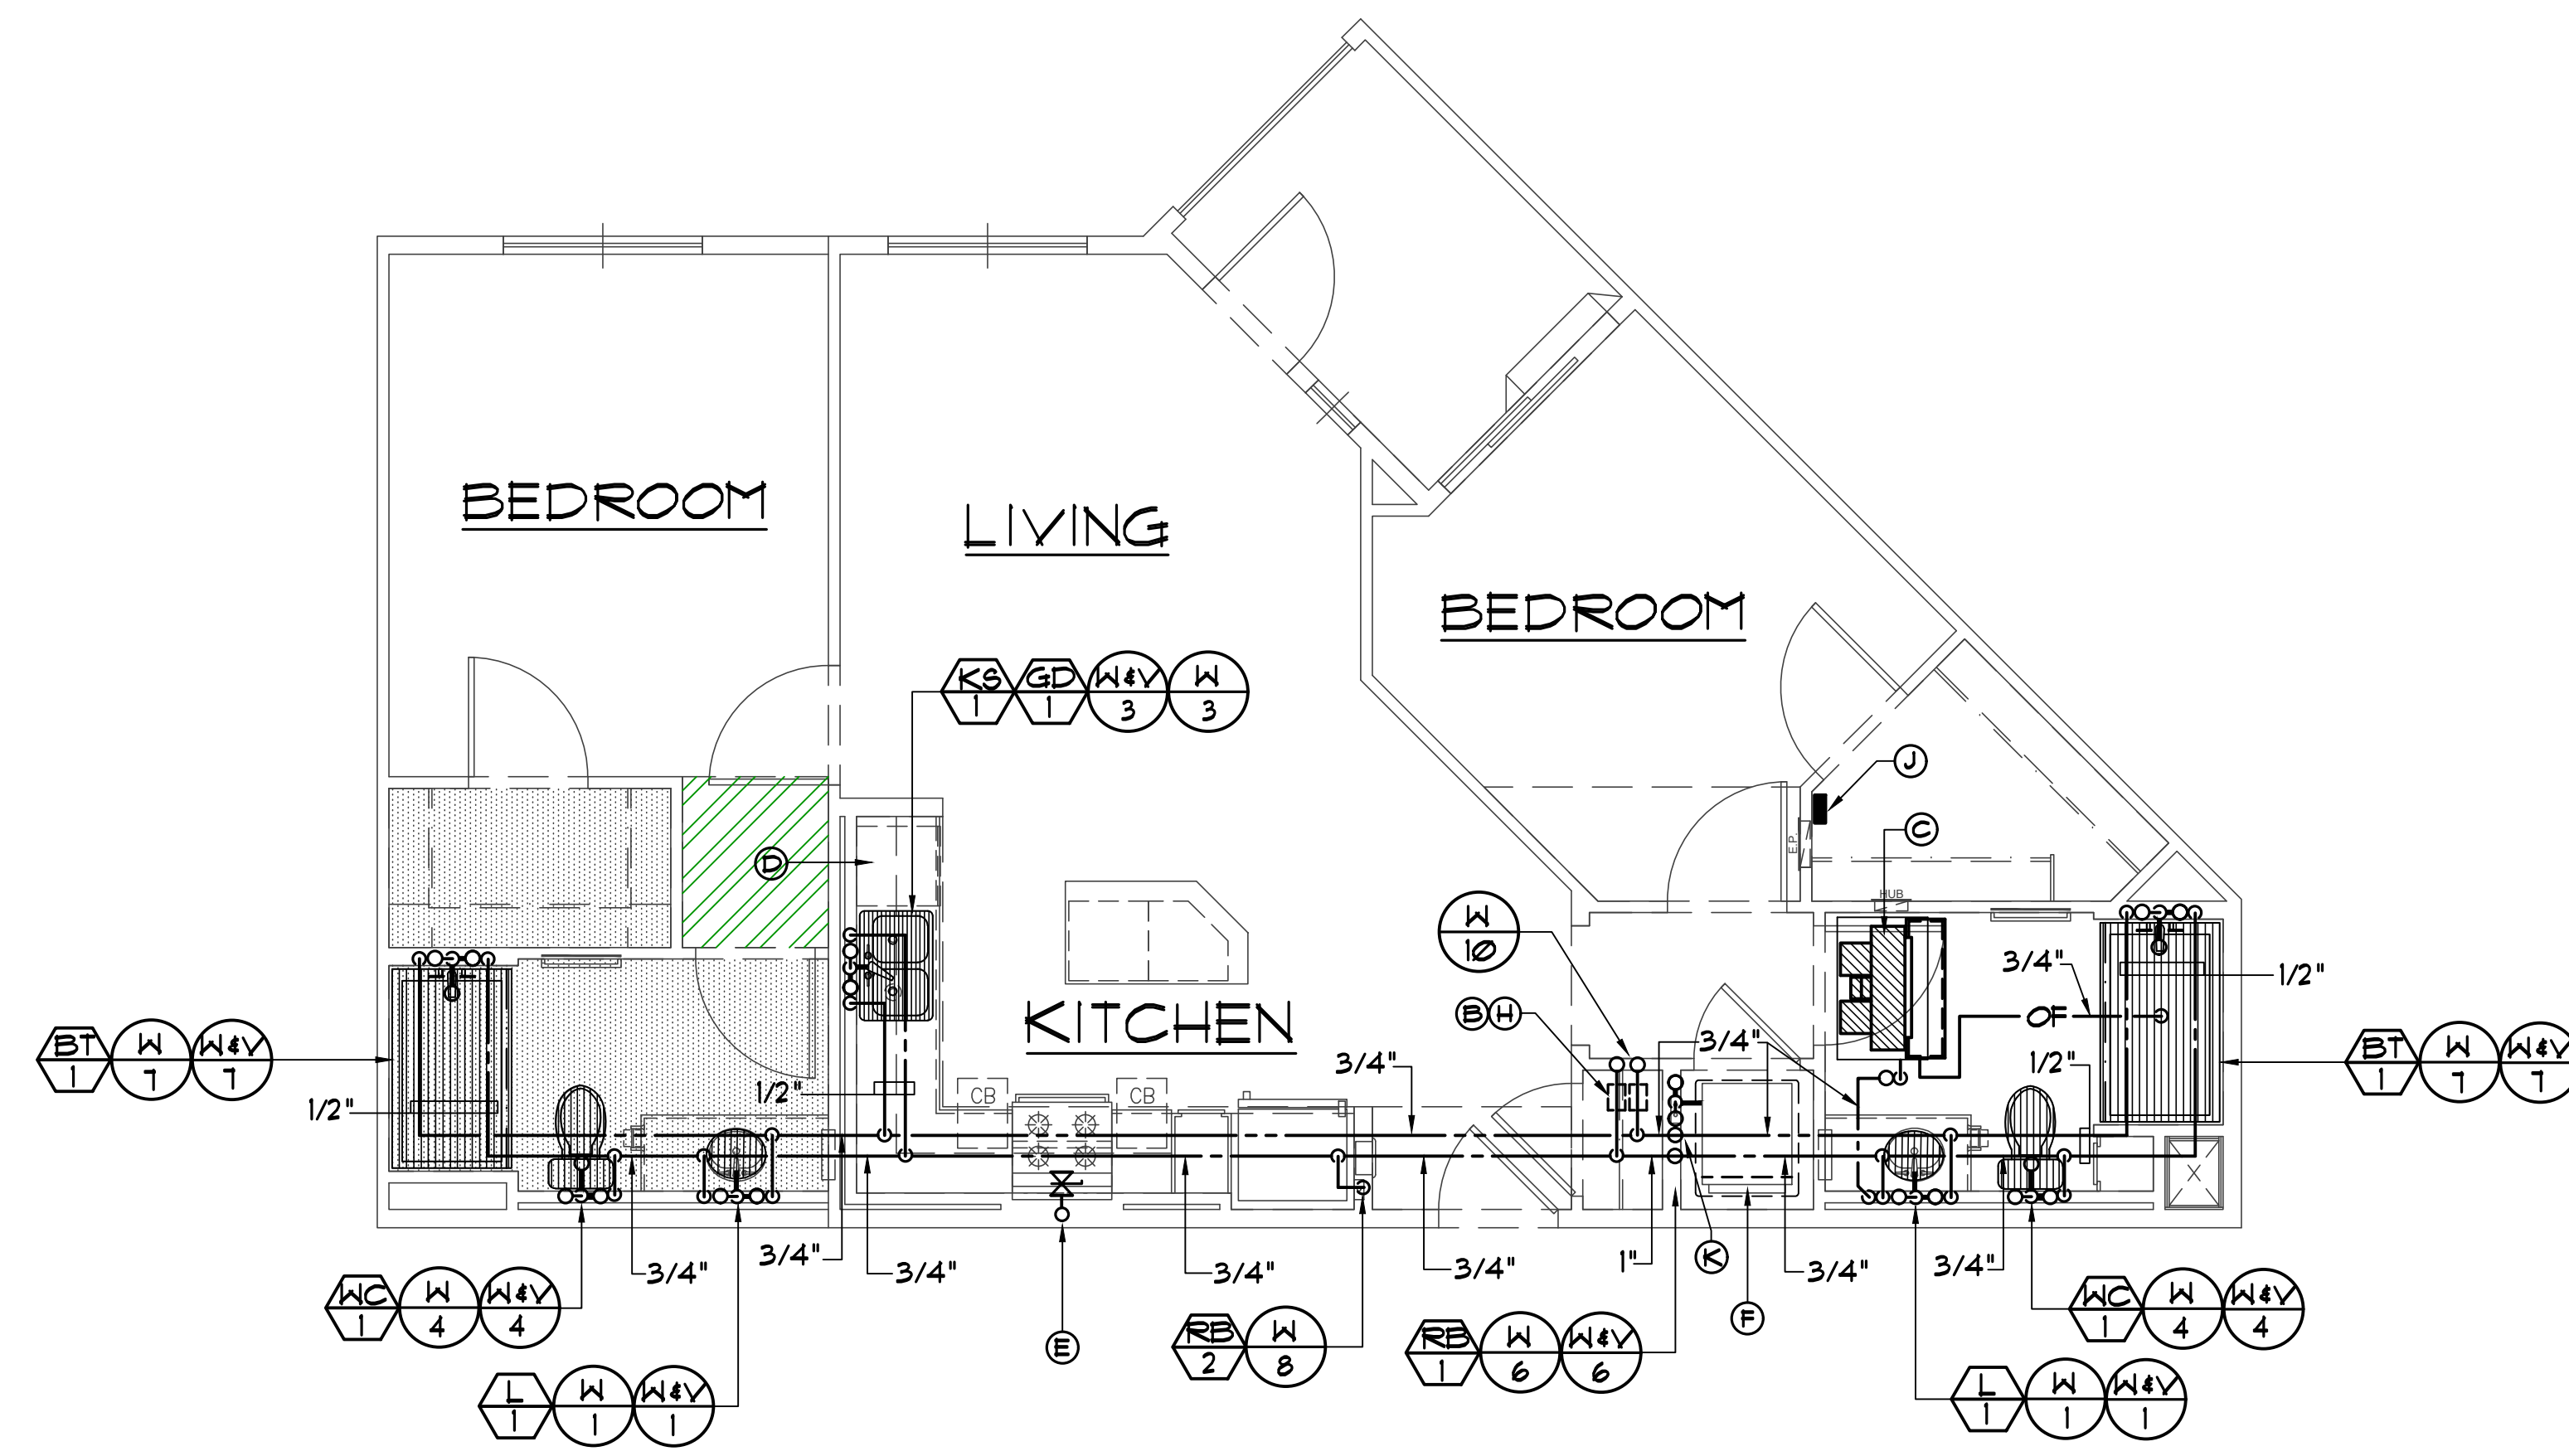 BEDROOM
LIVING
BEDROOM
KS GD W&V W
1 1 3 3
J
C
E.P.
D
HUB
W
10
3/4"
1/2"
KITCHEN
B H
OF
3/4"
3/4"
BT W W&V
1 7 7
BT W W&V
1 7 7
1/2"
1/2"
CB CB
1/2"
X
3/4" 3/4" 3/4" 3/4" 1" K 3/4" 3/4"
3/4"
WC W W&V
1 4 4
E
RB W
2 8
RB W W&V
1 6 6
F
WC W W&V
1 4 4
L W W&V
1 1 1
L W W&V
1 1 1